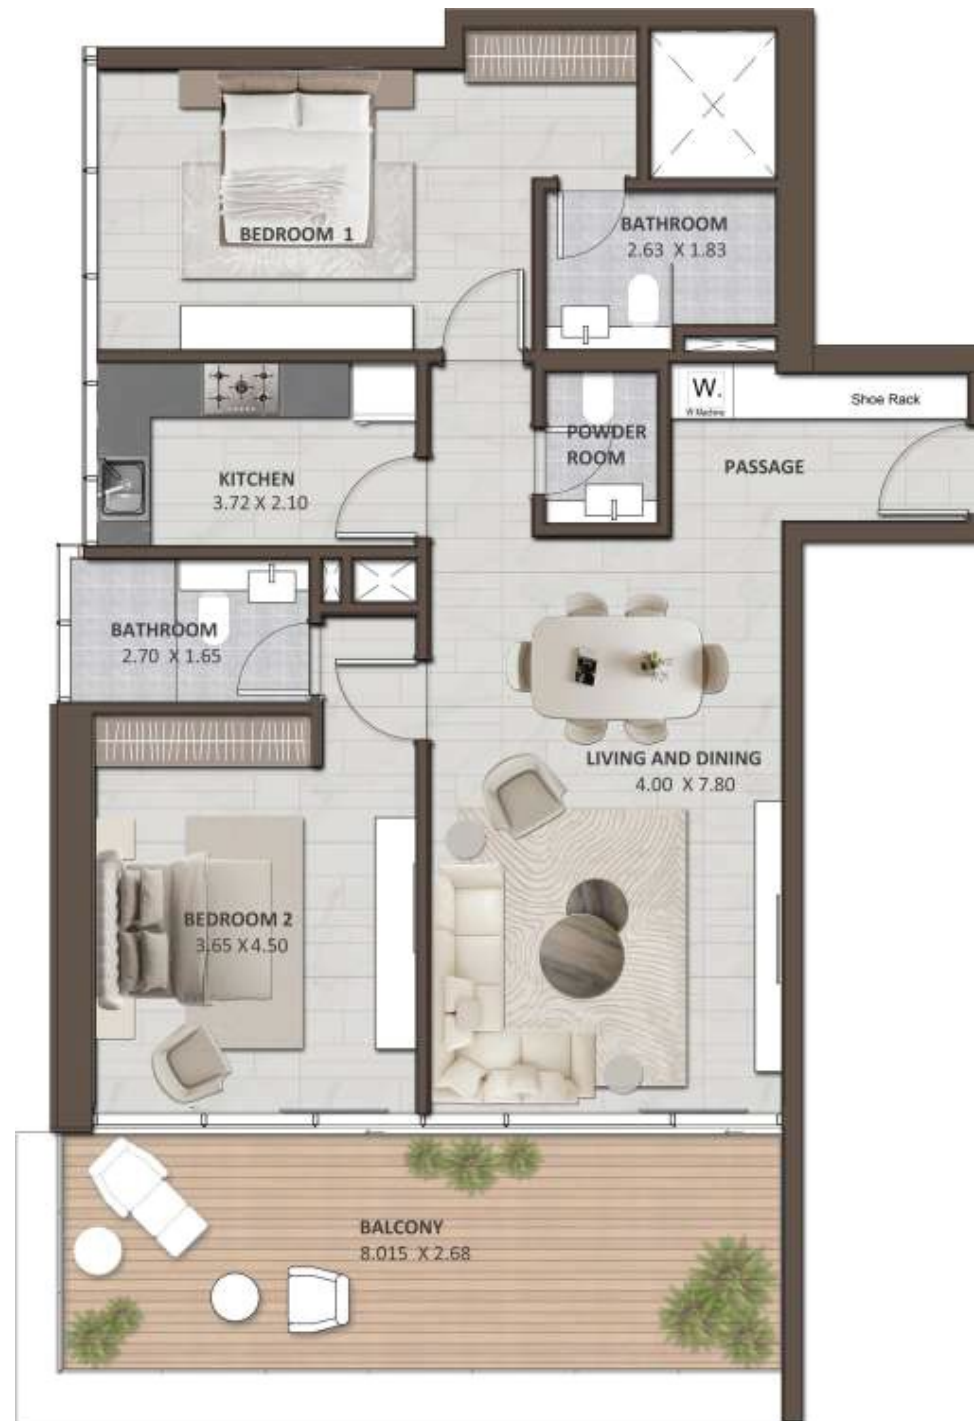 BEDROOM 1
BATHROOM
2.63 X 1.83
W.
W Machine
Shoe Rack
POWDER
ROOM
PASSAGE
KITCHEN
3.72 X 2.10
BATHROOM
2.70 X 1.65
LIVING AND DINING
4.00 X 7.80
BEDROOM 2
3.65 X 4.50
BALCONY
8.015 X 2.68